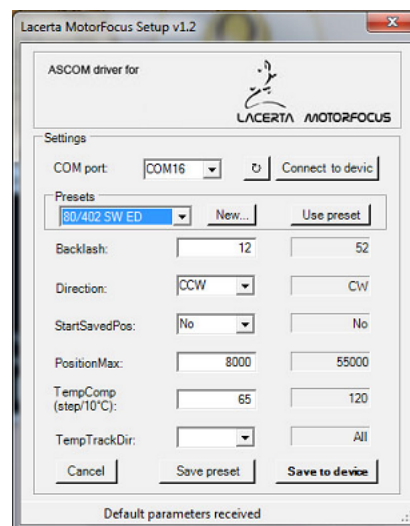 Lacerta MotorFocus Setup v1.2
ASCOM driver for
LACERTA MOTORFOCUS
Settings
COM port: COM16 ↻ Connect to devic
Presets
80/402 SW ED New... Use preset
Backlash: 12 52
Direction: CCW CW
StartSavedPos: No No
PositionMax: 8000 55000
TempComp
(step/10°C): 65 120
TempTrackDir: All
Cancel Save preset Save to device
Default parameters received